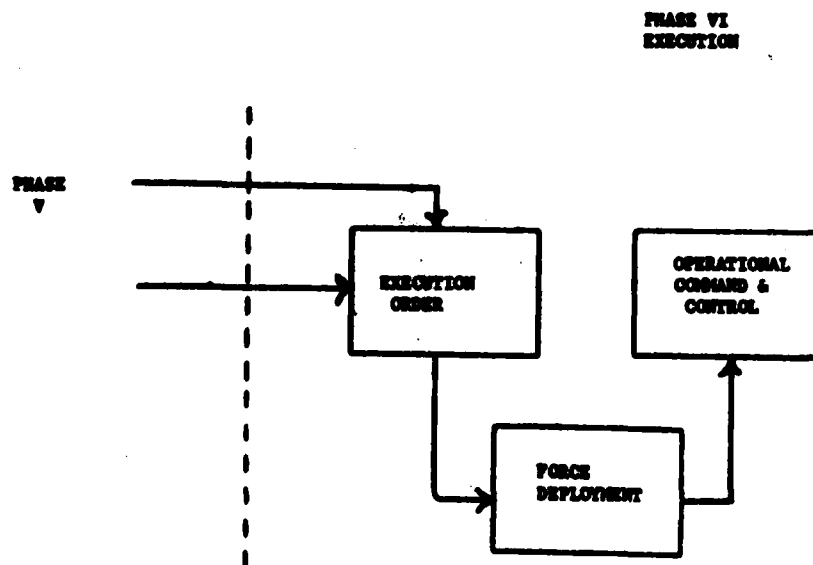 PHASE VI
EXECUTION
PHASE
V
EXECUTION
ORDER
OPERATIONAL
COMMAND &
CONTROL
FORCE
DEPLOYMENT